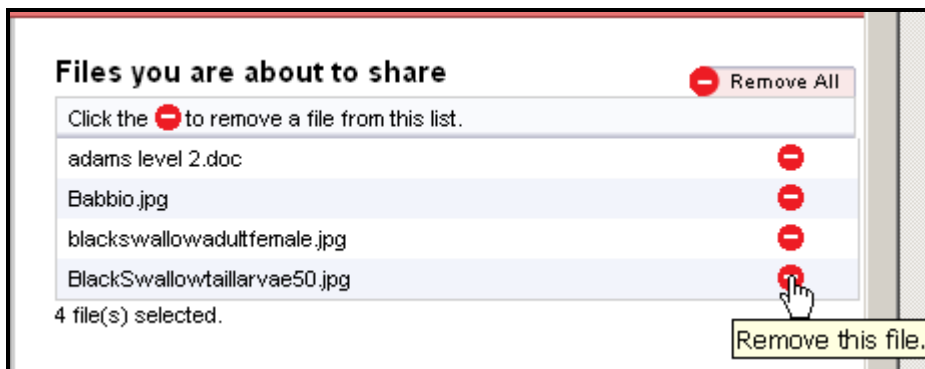 Files you are about to share
Remove All
Click the to remove a file from this list.
adams level 2.doc
Babbio.jpg
blackswallowadultfemale.jpg
BlackSwallowtaillarvae50.jpg
4 file(s) selected.
Remove this file.